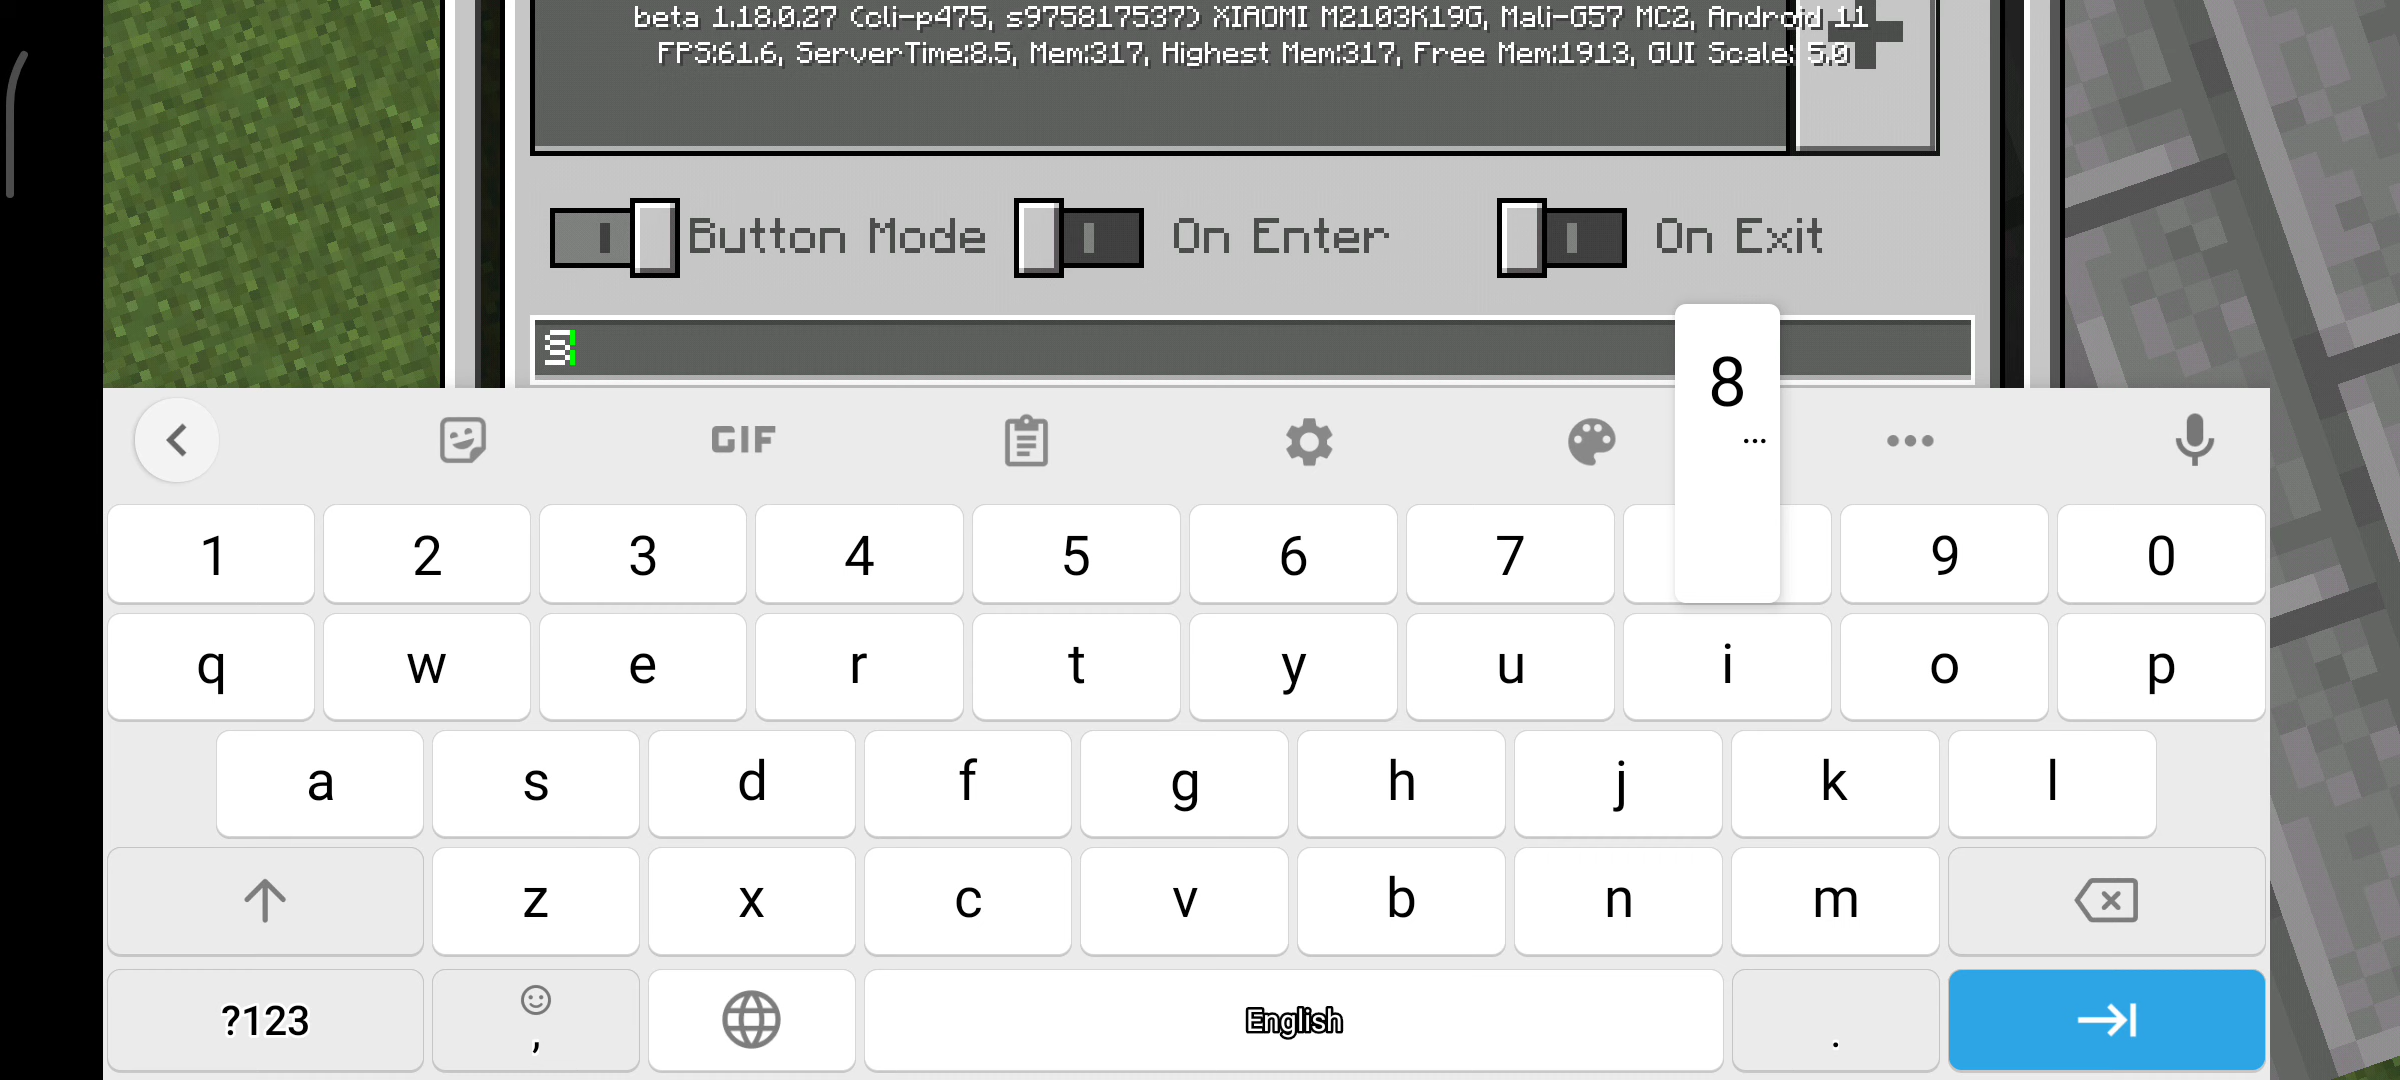 beta 1.18.0.27 (cli-p475, s975817537) XIAOMI M2103K19G, Mali-G57 MC2, Android 11
FPS:61.6, ServerTime:8.5, Mem:317, Highest Mem:317, Free Mem:1913, GUI Scale: 5.0
Button Mode On Enter On Exit
8
...
GIF
1 2 3 4 5 6 7 9 0
q w e r t y u i o p
a s d f g h j k l
z x c v b n m
?123 , English .